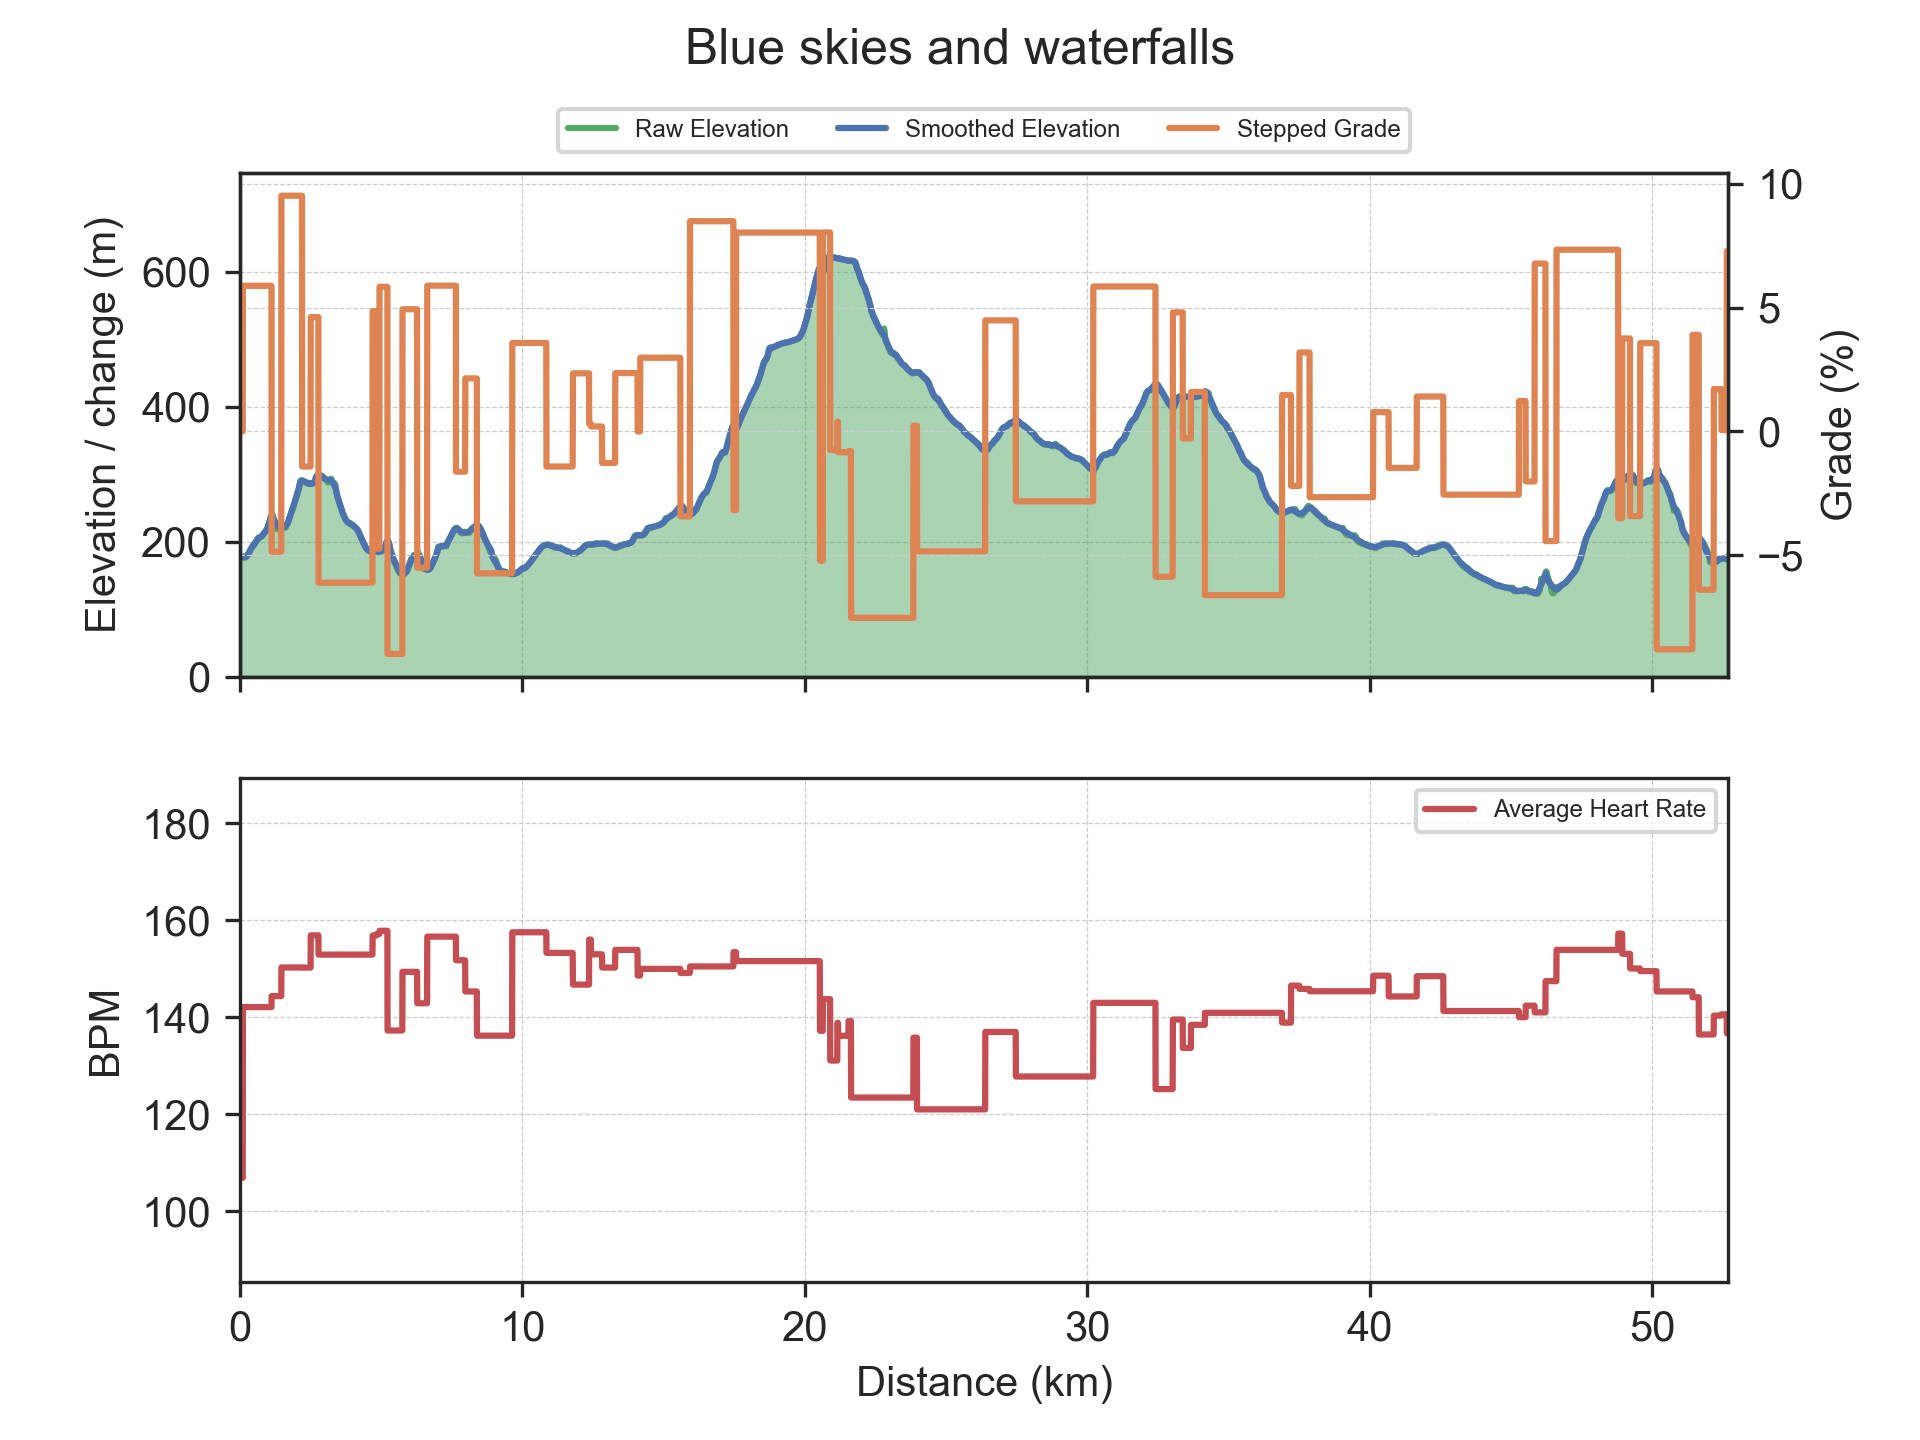 Blue skies and waterfalls
Raw Elevation Smoothed Elevation Stepped Grade
Elevation / change (m)
600
400
200
0
10
5
0
−5
Grade (%)
Average Heart Rate
BPM
180
160
140
120
100
0 10 20 30 40 50
Distance (km)